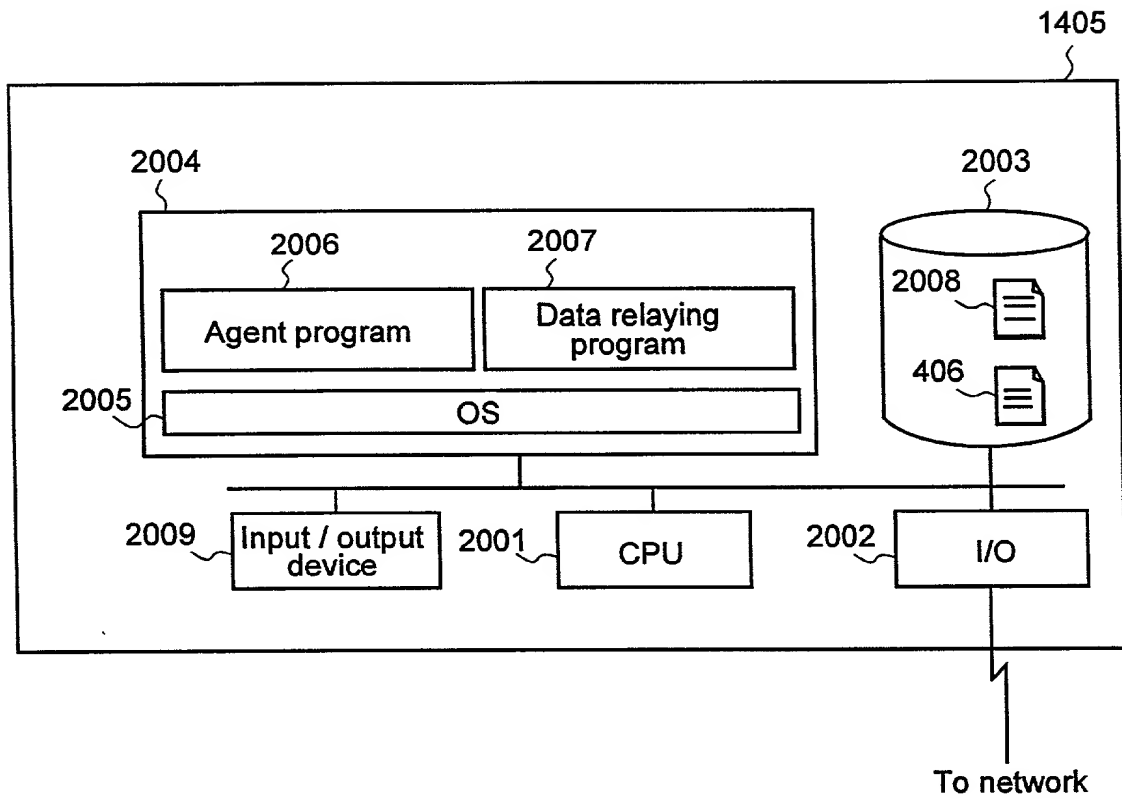 1405
2004
2003
2006
2007
2008
Agent program
Data relaying
program
406
2005
OS
2009
Input / output
device
2001
CPU
2002
I/O
To network